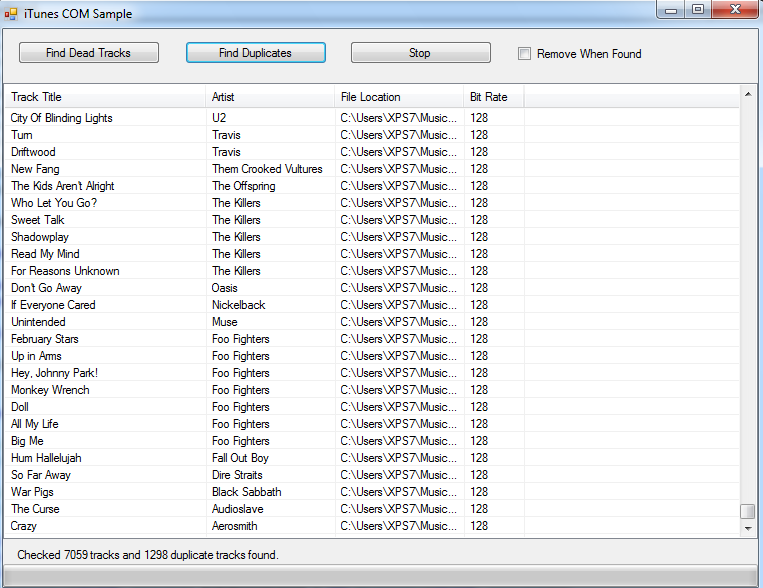 iTunes COM Sample
Find Dead Tracks Find Duplicates Stop Remove When Found
Track Title Artist File Location Bit Rate
City Of Blinding Lights U2 C:\Users\XPS7\Music... 128
Turn Travis C:\Users\XPS7\Music... 128
Driftwood Travis C:\Users\XPS7\Music... 128
New Fang Them Crooked Vultures C:\Users\XPS7\Music... 128
The Kids Aren't Alright The Offspring C:\Users\XPS7\Music... 128
Who Let You Go? The Killers C:\Users\XPS7\Music... 128
Sweet Talk The Killers C:\Users\XPS7\Music... 128
Shadowplay The Killers C:\Users\XPS7\Music... 128
Read My Mind The Killers C:\Users\XPS7\Music... 128
For Reasons Unknown The Killers C:\Users\XPS7\Music... 128
Don't Go Away Oasis C:\Users\XPS7\Music... 128
If Everyone Cared Nickelback C:\Users\XPS7\Music... 128
Unintended Muse C:\Users\XPS7\Music... 128
February Stars Foo Fighters C:\Users\XPS7\Music... 128
Up in Arms Foo Fighters C:\Users\XPS7\Music... 128
Hey, Johnny Park! Foo Fighters C:\Users\XPS7\Music... 128
Monkey Wrench Foo Fighters C:\Users\XPS7\Music... 128
Doll Foo Fighters C:\Users\XPS7\Music... 128
All My Life Foo Fighters C:\Users\XPS7\Music... 128
Big Me Foo Fighters C:\Users\XPS7\Music... 128
Hum Hallelujah Fall Out Boy C:\Users\XPS7\Music... 128
So Far Away Dire Straits C:\Users\XPS7\Music... 128
War Pigs Black Sabbath C:\Users\XPS7\Music... 128
The Curse Audioslave C:\Users\XPS7\Music... 128
Crazy Aerosmith C:\Users\XPS7\Music... 128
Checked 7059 tracks and 1298 duplicate tracks found.